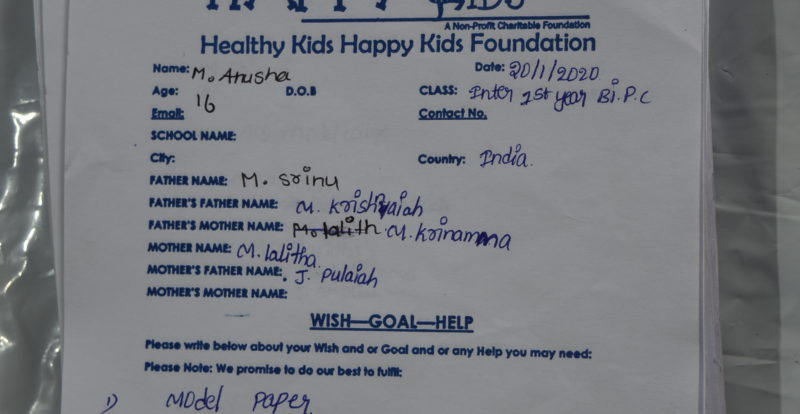 HAPPY KIDS
A Non-Profit Charitable Foundation
Healthy Kids Happy Kids Foundation
Name: M. Anusha Date: 20/1/2020
Age: 16 D.O.B CLASS: Inter 1st year Bi.P.C
Email: Contact No.
SCHOOL NAME:
City: Country: India.
FATHER NAME: M. Srinu
FATHER'S FATHER NAME: M. Krishnaiah
FATHER'S MOTHER NAME: M. lalith M. Krinamma
MOTHER NAME: M. lalitha
MOTHER'S FATHER NAME: J. Pulaiah
MOTHER'S MOTHER NAME:
WISH—GOAL—HELP
Please write below about your Wish and or Goal and or any Help you may need:
Please Note: We promise to do our best to fulfil:
1) Model Paper